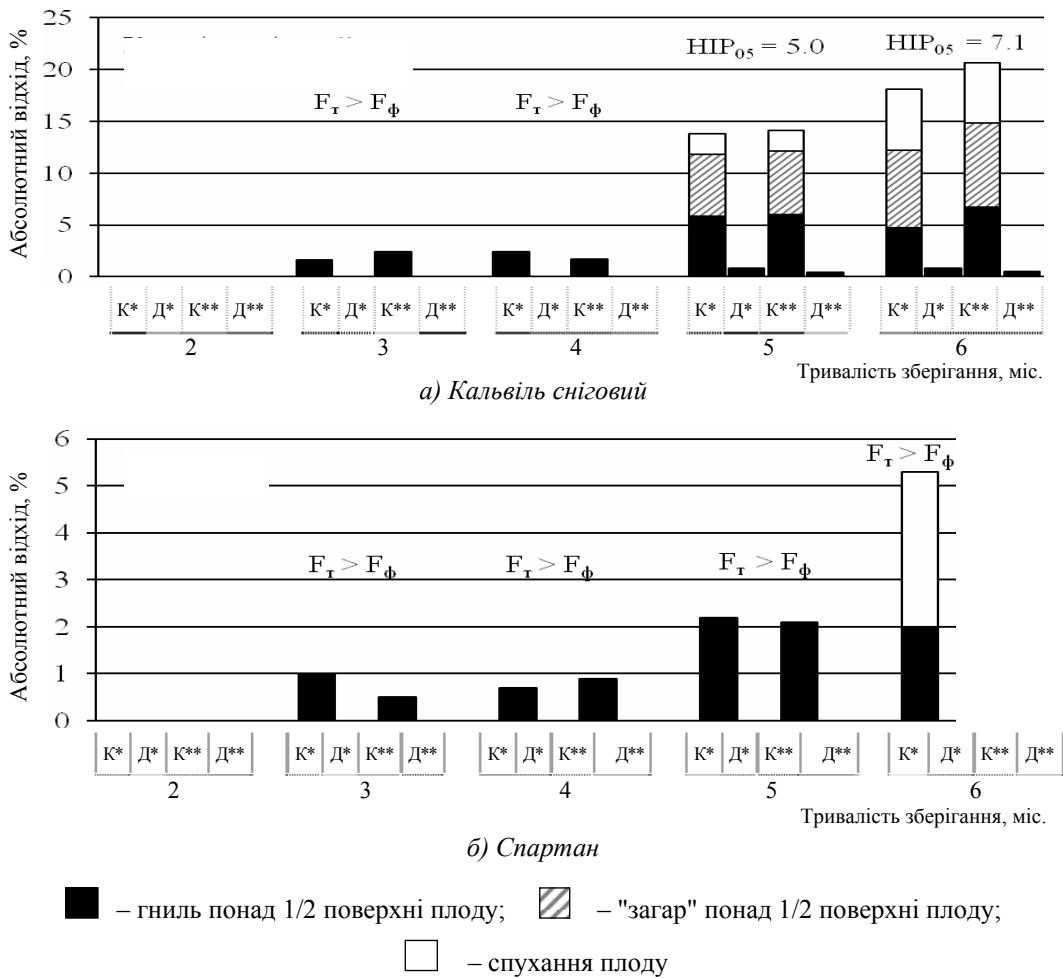 Абсолютний відхід, %
25
20
15
10
5
0
НІР₀₅ = 5.0
НІР₀₅ = 7.1
Fт > Fф
Fт > Fф
К* Д* К** Д** К* Д* К** Д** К* Д* К** Д** К* Д* К** Д** К* Д* К** Д**
2 3 4 5 6
Тривалість зберігання, міс.
а) Кальвіль сніговий
Абсолютний відхід, %
6
5
4
3
2
1
0
Fт > Fф
Fт > Fф
Fт > Fф
Fт > Fф
К* Д* К** Д** К* Д* К** Д** К* Д* К** Д** К* Д* К** Д** К* Д* К** Д**
2 3 4 5 6
Тривалість зберігання, міс.
б) Спартан
– гниль понад 1/2 поверхні плоду; – "загар" понад 1/2 поверхні плоду;
– спухання плоду